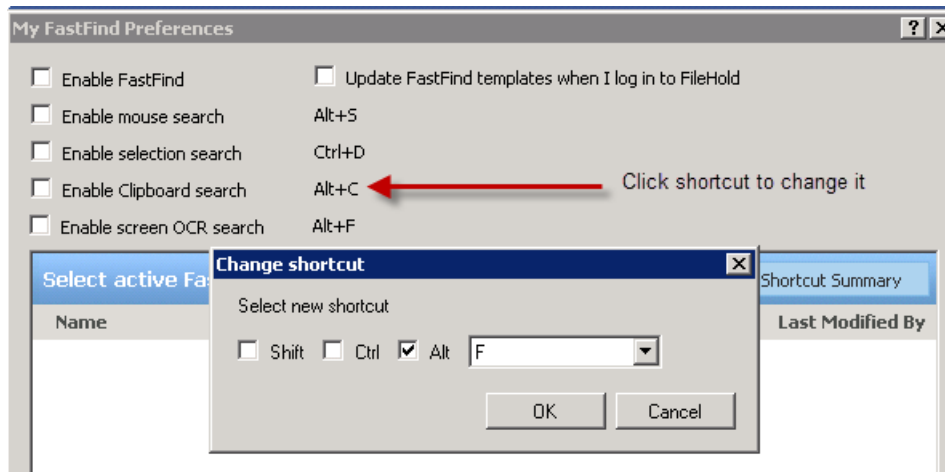 My FastFind Preferences
Enable FastFind Update FastFind templates when I log in to FileHold
Enable mouse search Alt+S
Enable selection search Ctrl+D
Enable Clipboard search Alt+C Click shortcut to change it
Enable screen OCR search Alt+F
Change shortcut
Select active Fa Shortcut Summary
Select new shortcut
Name Last Modified By
Shift Ctrl Alt F
OK Cancel